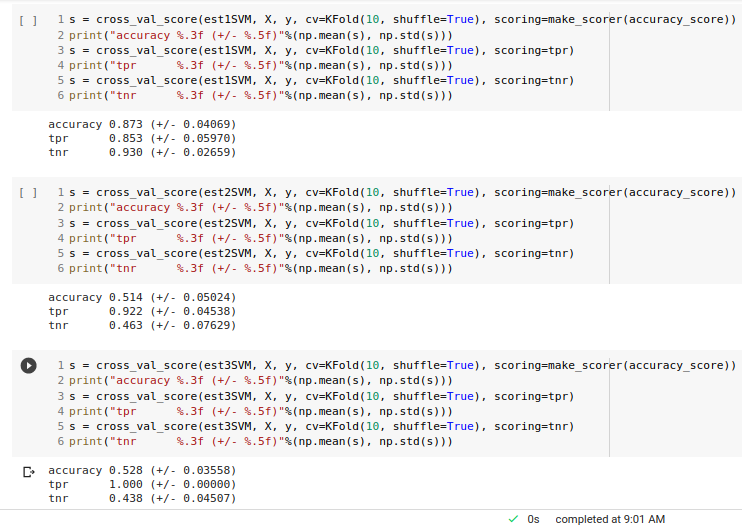 [ ] 1 s = cross_val_score(est1SVM, X, y, cv=KFold(10, shuffle=True), scoring=make_scorer(accuracy_score))
2 print("accuracy %.3f (+/- %.5f)"%(np.mean(s), np.std(s)))
3 s = cross_val_score(est1SVM, X, y, cv=KFold(10, shuffle=True), scoring=tpr)
4 print("tpr      %.3f (+/- %.5f)"%(np.mean(s), np.std(s)))
5 s = cross_val_score(est1SVM, X, y, cv=KFold(10, shuffle=True), scoring=tnr)
6 print("tnr      %.3f (+/- %.5f)"%(np.mean(s), np.std(s)))
accuracy 0.873 (+/- 0.04069)
tpr      0.853 (+/- 0.05970)
tnr      0.930 (+/- 0.02659)
[ ] 1 s = cross_val_score(est2SVM, X, y, cv=KFold(10, shuffle=True), scoring=make_scorer(accuracy_score))
2 print("accuracy %.3f (+/- %.5f)"%(np.mean(s), np.std(s)))
3 s = cross_val_score(est2SVM, X, y, cv=KFold(10, shuffle=True), scoring=tpr)
4 print("tpr      %.3f (+/- %.5f)"%(np.mean(s), np.std(s)))
5 s = cross_val_score(est2SVM, X, y, cv=KFold(10, shuffle=True), scoring=tnr)
6 print("tnr      %.3f (+/- %.5f)"%(np.mean(s), np.std(s)))
accuracy 0.514 (+/- 0.05024)
tpr      0.922 (+/- 0.04538)
tnr      0.463 (+/- 0.07629)
1 s = cross_val_score(est3SVM, X, y, cv=KFold(10, shuffle=True), scoring=make_scorer(accuracy_score))
2 print("accuracy %.3f (+/- %.5f)"%(np.mean(s), np.std(s)))
3 s = cross_val_score(est3SVM, X, y, cv=KFold(10, shuffle=True), scoring=tpr)
4 print("tpr      %.3f (+/- %.5f)"%(np.mean(s), np.std(s)))
5 s = cross_val_score(est3SVM, X, y, cv=KFold(10, shuffle=True), scoring=tnr)
6 print("tnr      %.3f (+/- %.5f)"%(np.mean(s), np.std(s)))
accuracy 0.528 (+/- 0.03558)
tpr      1.000 (+/- 0.00000)
tnr      0.438 (+/- 0.04507)
0s completed at 9:01 AM